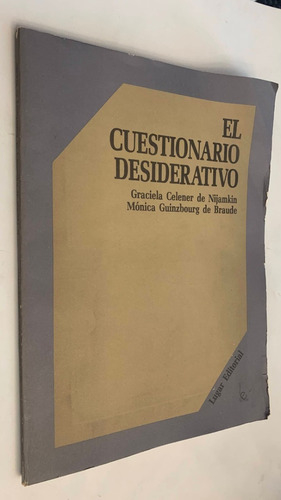 EL
CUESTIONARIO
DESIDERATIVO
Graciela Celener de Nijamkin
Mónica Guinzbourg de Braude
Lugar Editorial